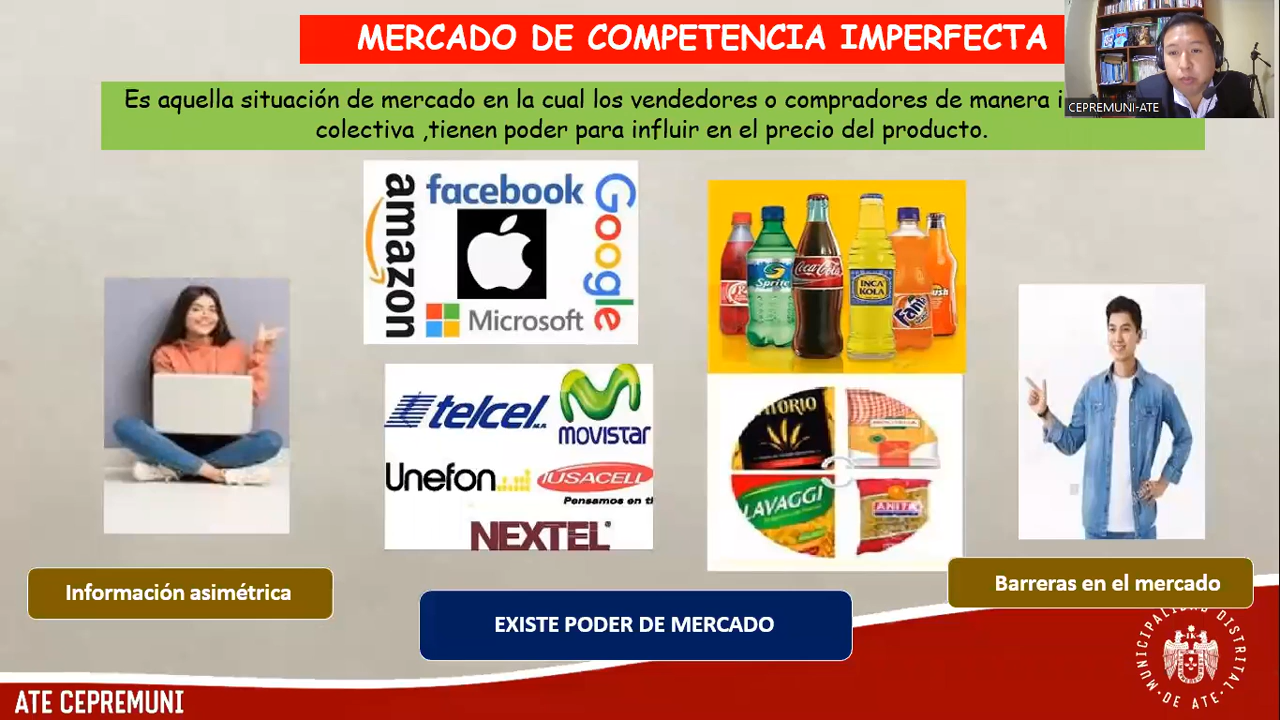 MERCADO DE COMPETENCIA IMPERFECTA
CEPREMUNI-ATE
Es aquella situación de mercado en la cual los vendedores o compradores de manera
colectiva ,tienen poder para influir en el precio del producto.
amazon
facebook
Google
Microsoft
telcel
movistar
Unefon
IUSACELL
Pensamos en ti
NEXTEL
Sprite
Coca-Cola
INCA
KOLA
Fanta
LAVAGGI
ANITA
Información asimétrica
EXISTE PODER DE MERCADO
Barreras en el mercado
MUNICIPALIDAD DISTRITAL
DE ATE
ATE CEPREMUNI